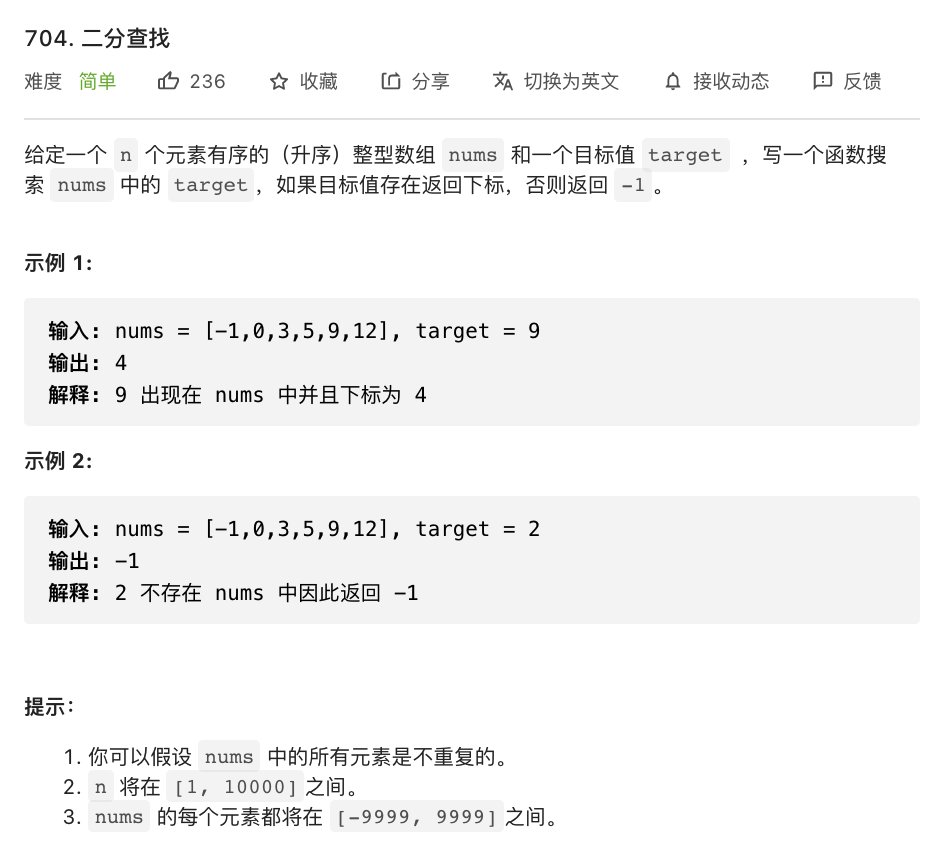 704. 二分查找
难度 简单 236 收藏 分享 切换为英文 接收动态 反馈
给定一个 n 个元素有序的（升序）整型数组 nums 和一个目标值 target ，写一个函数搜
索 nums 中的 target，如果目标值存在返回下标，否则返回 -1。
示例 1:
输入: nums = [-1,0,3,5,9,12], target = 9
输出: 4
解释: 9 出现在 nums 中并且下标为 4
示例 2:
输入: nums = [-1,0,3,5,9,12], target = 2
输出: -1
解释: 2 不存在 nums 中因此返回 -1
提示：
1. 你可以假设 nums 中的所有元素是不重复的。
2. n 将在 [1, 10000]之间。
3. nums 的每个元素都将在 [-9999, 9999]之间。